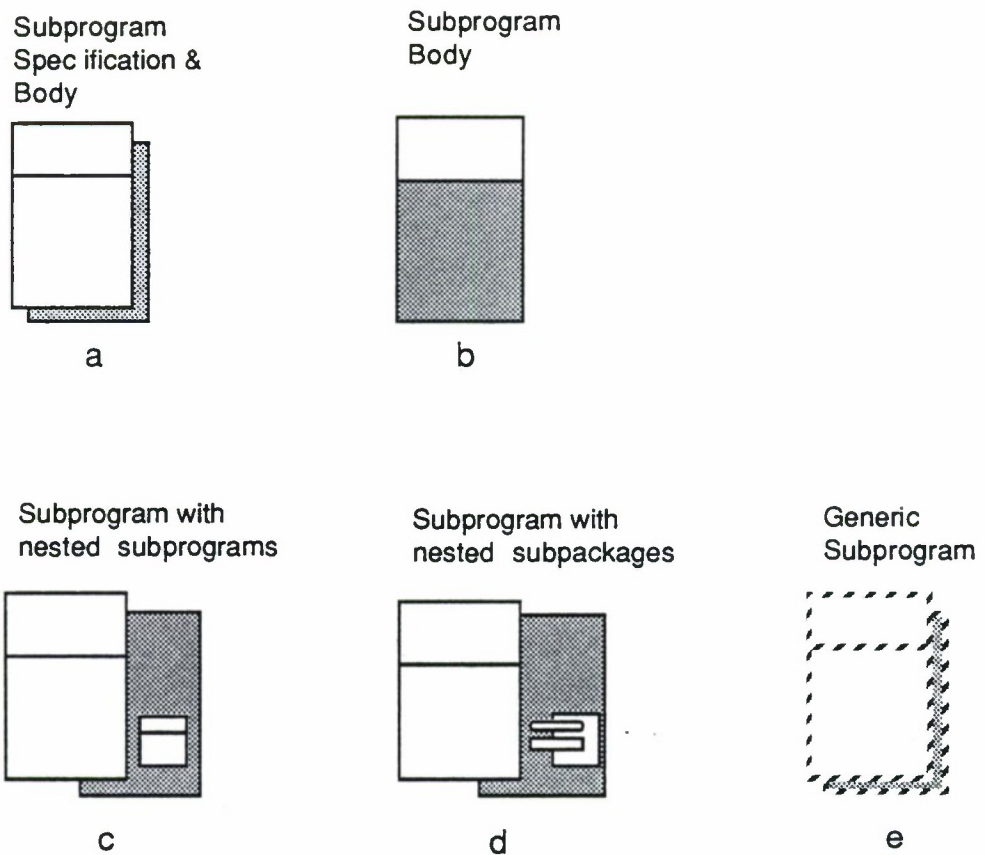 Subprogram
Spec ification &
Body
a
Subprogram
Body
b
Subprogram with
nested subprograms
c
Subprogram with
nested subpackages
d
Generic
Subprogram
e